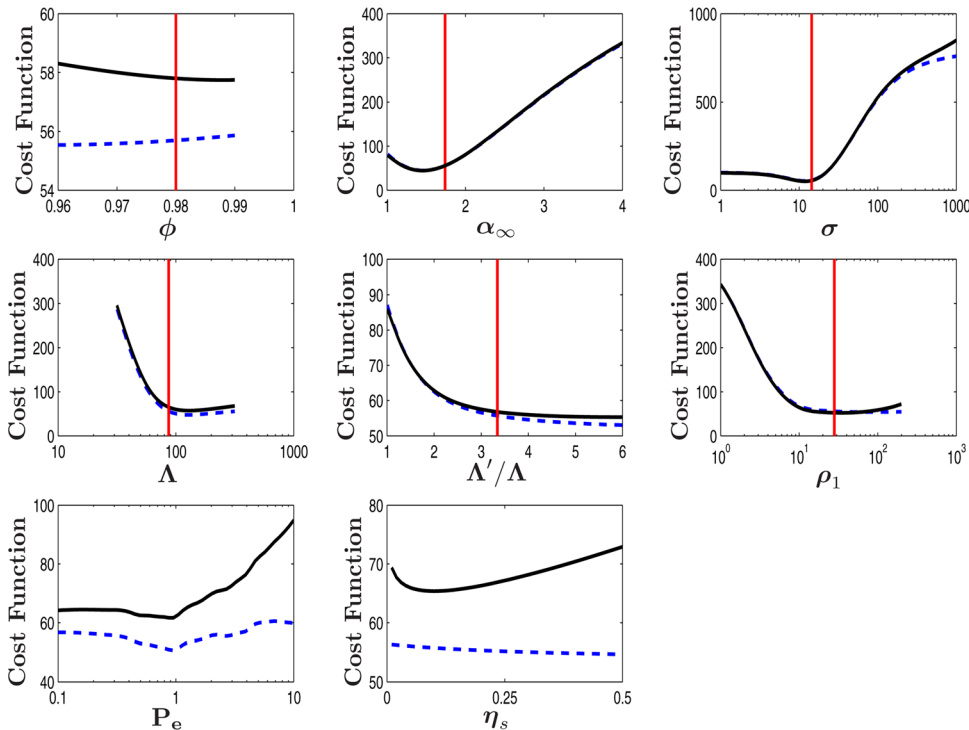 Cost Function
60
58
56
54
0.96 0.97 0.98 0.99 1
ϕ
Cost Function
400
300
200
100
0
1 2 3 4
α∞
Cost Function
1000
500
0
1 10 100 1000
σ
Cost Function
400
300
200
100
0
10 100 1000
Λ
Cost Function
100
90
80
70
60
50
1 2 3 4 5 6
Λ′/Λ
Cost Function
400
300
200
100
0
10⁰ 10¹ 10² 10³
ρ₁
Cost Function
100
80
60
40
0.1 1 10
Pₑ
Cost Function
80
70
60
50
0 0.25 0.5
ηₛ